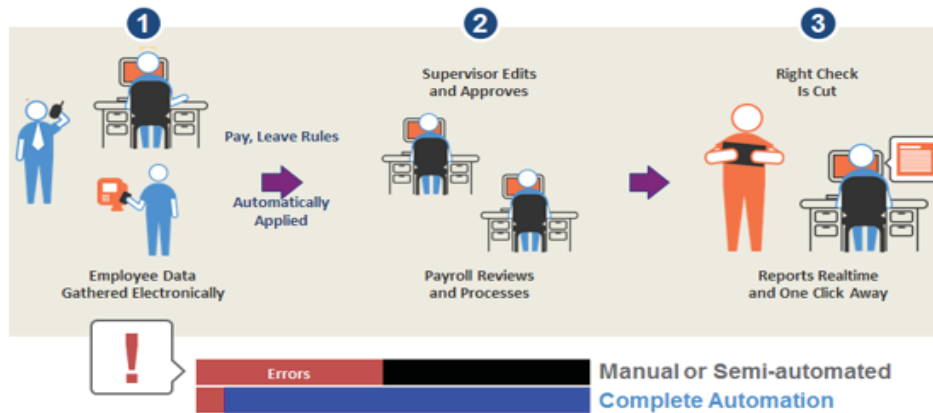 1
2
3
Supervisor Edits
and Approves
Right Check
Is Cut
Pay, Leave Rules
Automatically
Applied
Employee Data
Gathered Electronically
Payroll Reviews
and Processes
Reports Realtime
and One Click Away
!
Errors
Manual or Semi-automated
Complete Automation